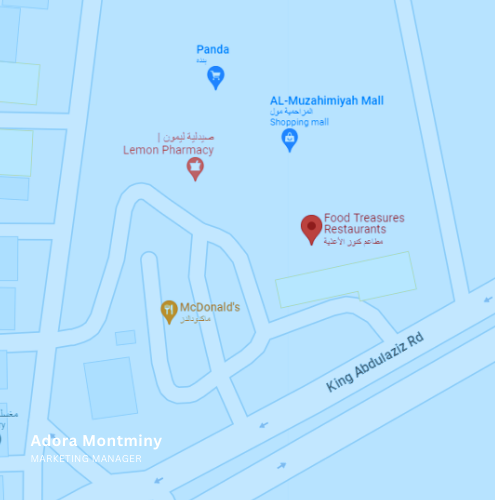 Panda
بنده
AL-Muzahimiyah Mall
المزاحمية مول
Shopping mall
صيدلية ليمون |
Lemon Pharmacy
Food Treasures
Restaurants
مطاعم كنوز الأغذية
McDonald's
ماكدونالدز
King Abdulaziz Rd
Adora Montminy
MARKETING MANAGER